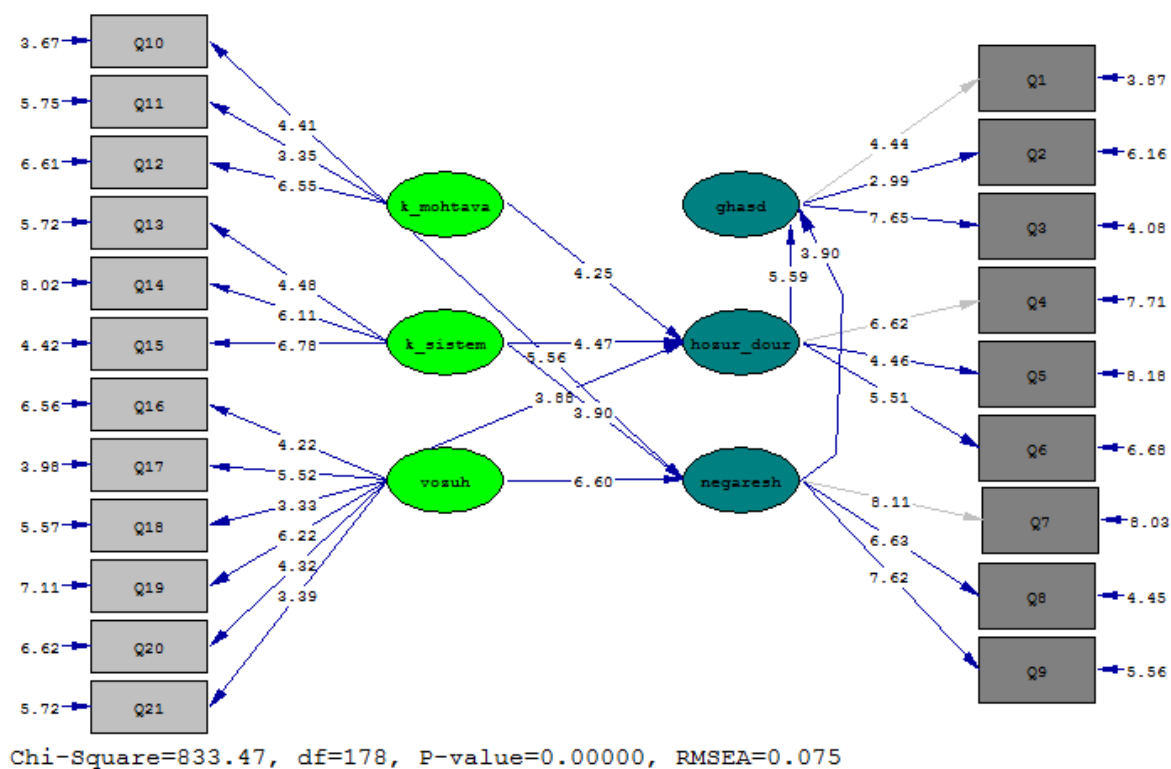 3.67 Q10
5.75 Q11
6.61 Q12
5.72 Q13
8.02 Q14
4.42 Q15
6.56 Q16
3.98 Q17
5.57 Q18
7.11 Q19
6.62 Q20
5.72 Q21
4.41
3.35
6.55
4.48
6.11
6.78
4.22
5.52
3.33
6.22
4.32
3.39
k_mohtava
k_sistem
vosuh
4.25
5.56
4.47
3.90
3.88
6.60
ghasd
hozur_dour
negaresh
5.59
3.90
4.44
2.99
7.65
6.62
4.46
5.51
8.11
6.63
7.62
Q1 3.87
Q2 6.16
Q3 4.08
Q4 7.71
Q5 8.18
Q6 6.68
Q7 8.03
Q8 4.45
Q9 5.56
Chi-Square=833.47, df=178, P-value=0.00000, RMSEA=0.075